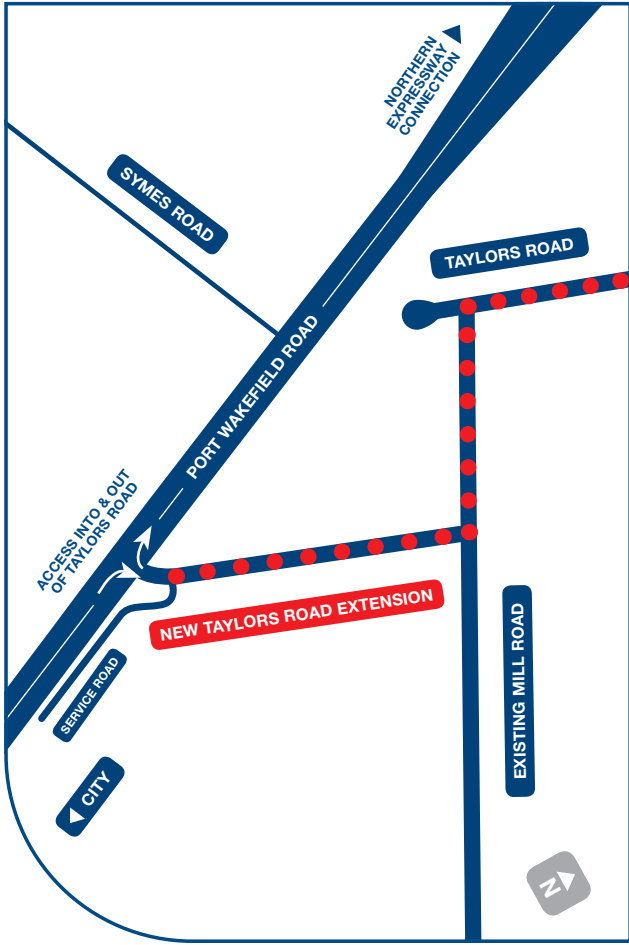 NORTHERN
EXPRESSWAY
CONNECTION
SYMES ROAD
TAYLORS ROAD
PORT WAKEFIELD ROAD
ACCESS INTO & OUT
OF TAYLORS ROAD
NEW TAYLORS ROAD EXTENSION
SERVICE ROAD
EXISTING MILL ROAD
CITY
N